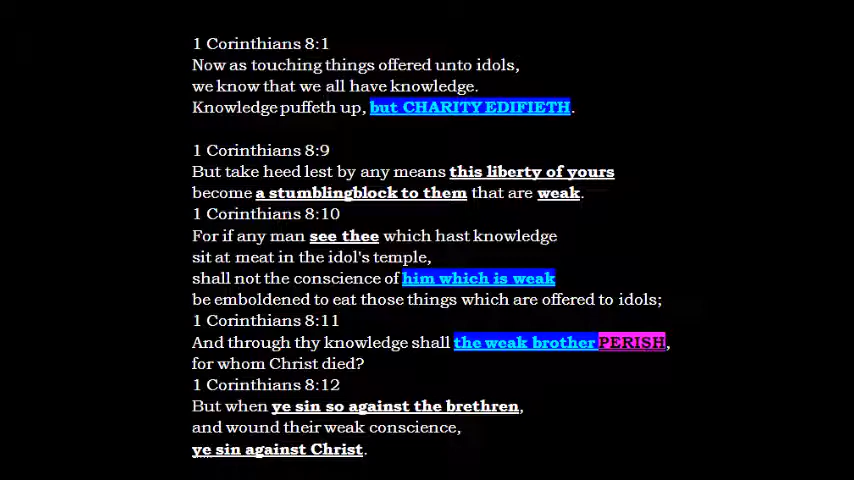 1 Corinthians 8:1
Now as touching things offered unto idols,
we know that we all have knowledge.
Knowledge puffeth up, but CHARITY EDIFIETH.
1 Corinthians 8:9
But take heed lest by any means this liberty of yours
become a stumblingblock to them that are weak.
1 Corinthians 8:10
For if any man see thee which hast knowledge
sit at meat in the idol's temple,
shall not the conscience of him which is weak
be emboldened to eat those things which are offered to idols;
1 Corinthians 8:11
And through thy knowledge shall the weak brother PERISH,
for whom Christ died?
1 Corinthians 8:12
But when ye sin so against the brethren,
and wound their weak conscience,
ye sin against Christ.